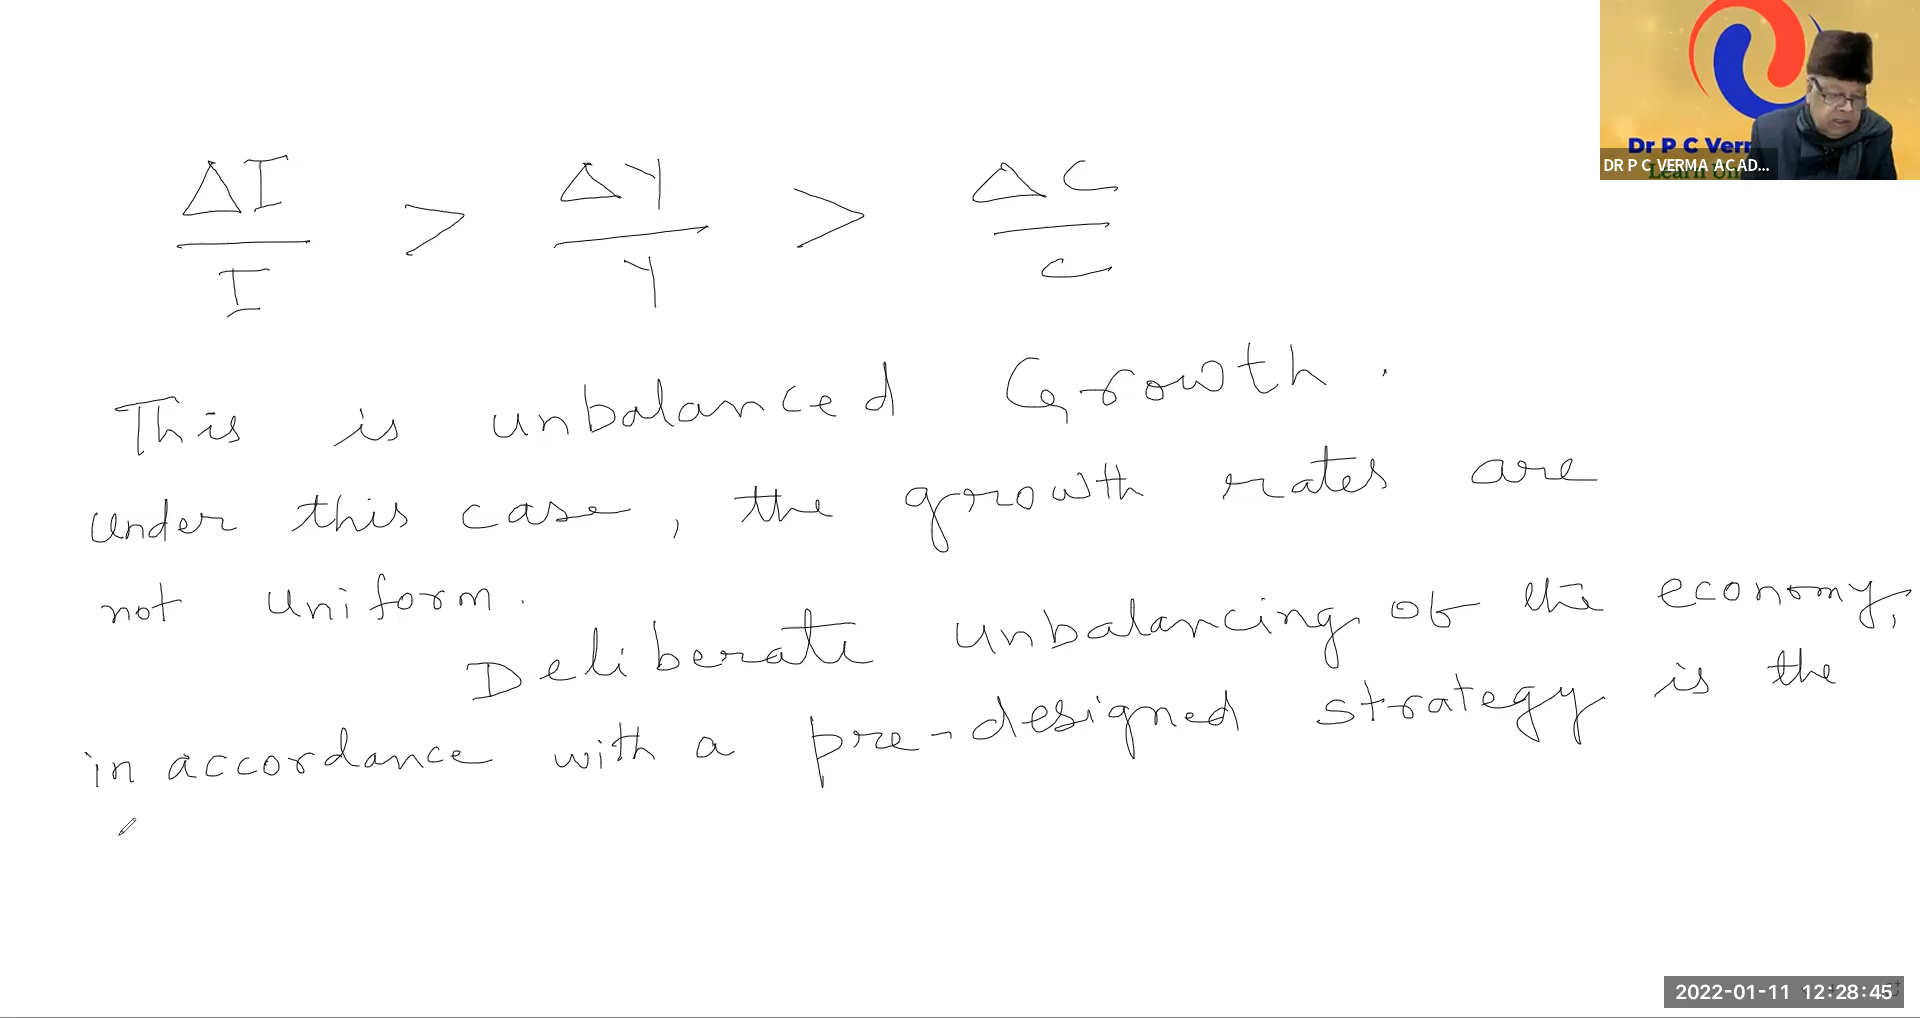 ΔI/I > ΔY/Y > ΔC/C
This is unbalanced Growth.
under this case, the growth rates are
not uniform.
Deliberate unbalancing of the economy,
in accordance with a pre-designed strategy is the
Dr P C Verr
DR P C VERMA ACAD...
Learn
2022-01-11 12:28:45